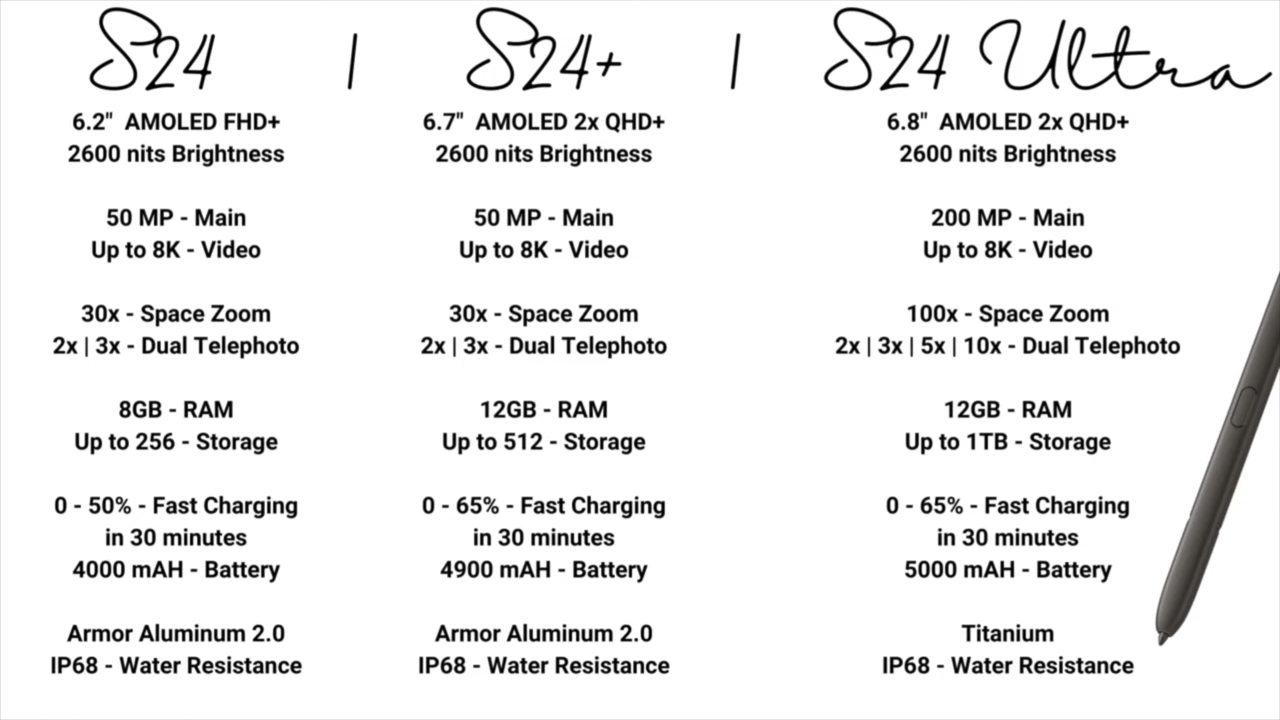 S24 | S24+ | S24 Ultra
6.2" AMOLED FHD+
2600 nits Brightness
50 MP - Main
Up to 8K - Video
30x - Space Zoom
2x | 3x - Dual Telephoto
8GB - RAM
Up to 256 - Storage
0 - 50% - Fast Charging
in 30 minutes
4000 mAH - Battery
Armor Aluminum 2.0
IP68 - Water Resistance
6.7" AMOLED 2x QHD+
2600 nits Brightness
50 MP - Main
Up to 8K - Video
30x - Space Zoom
2x | 3x - Dual Telephoto
12GB - RAM
Up to 512 - Storage
0 - 65% - Fast Charging
in 30 minutes
4900 mAH - Battery
Armor Aluminum 2.0
IP68 - Water Resistance
6.8" AMOLED 2x QHD+
2600 nits Brightness
200 MP - Main
Up to 8K - Video
100x - Space Zoom
2x | 3x | 5x | 10x - Dual Telephoto
12GB - RAM
Up to 1TB - Storage
0 - 65% - Fast Charging
in 30 minutes
5000 mAH - Battery
Titanium
IP68 - Water Resistance